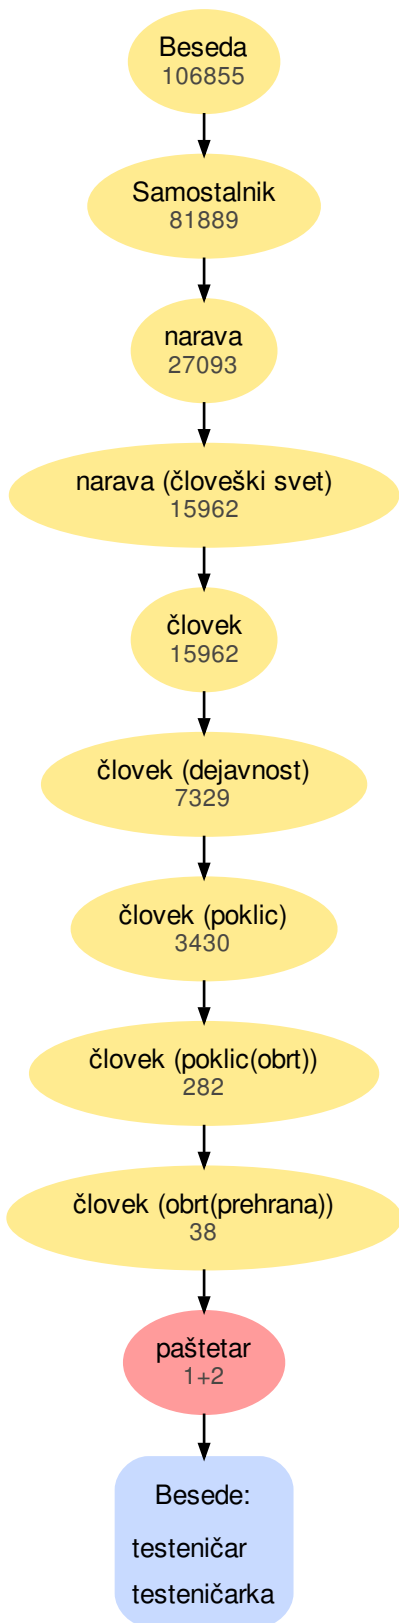 Beseda
106855
Samostalnik
81889
narava
27093
narava (človeški svet)
15962
človek
15962
človek (dejavnost)
7329
človek (poklic)
3430
človek (poklic(obrt))
282
človek (obrt(prehrana))
38
paštetar
1+2
Besede:
testeničar
testeničarka